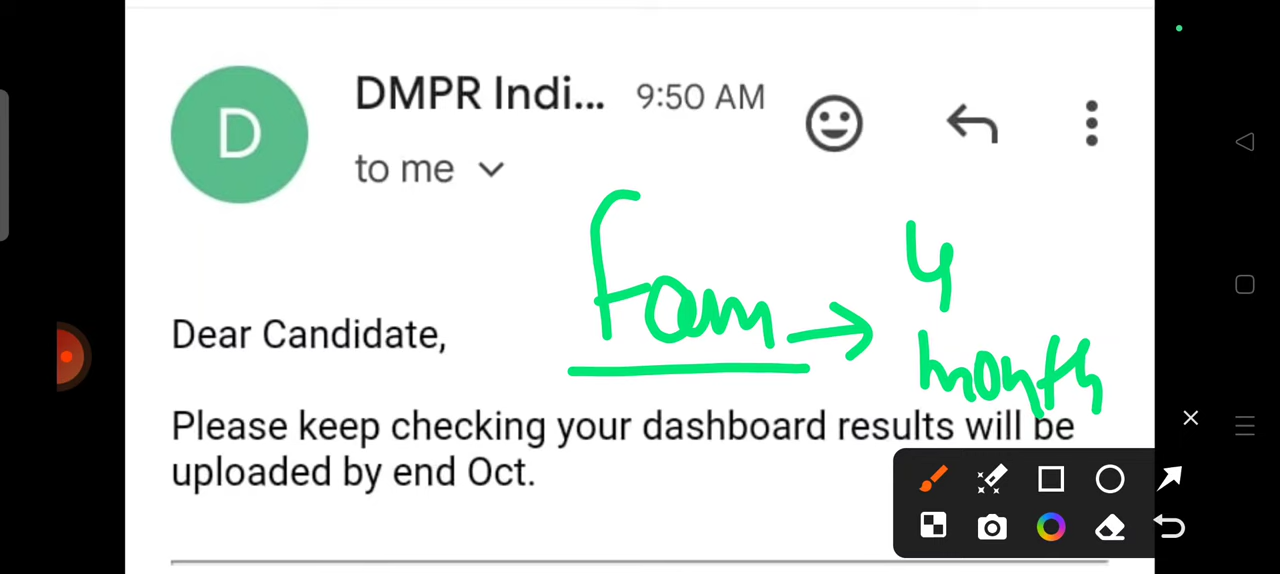 D
DMPR Indi... 9:50 AM
to me
Form → 4
month
Dear Candidate,
Please keep checking your dashboard results will be
uploaded by end Oct.